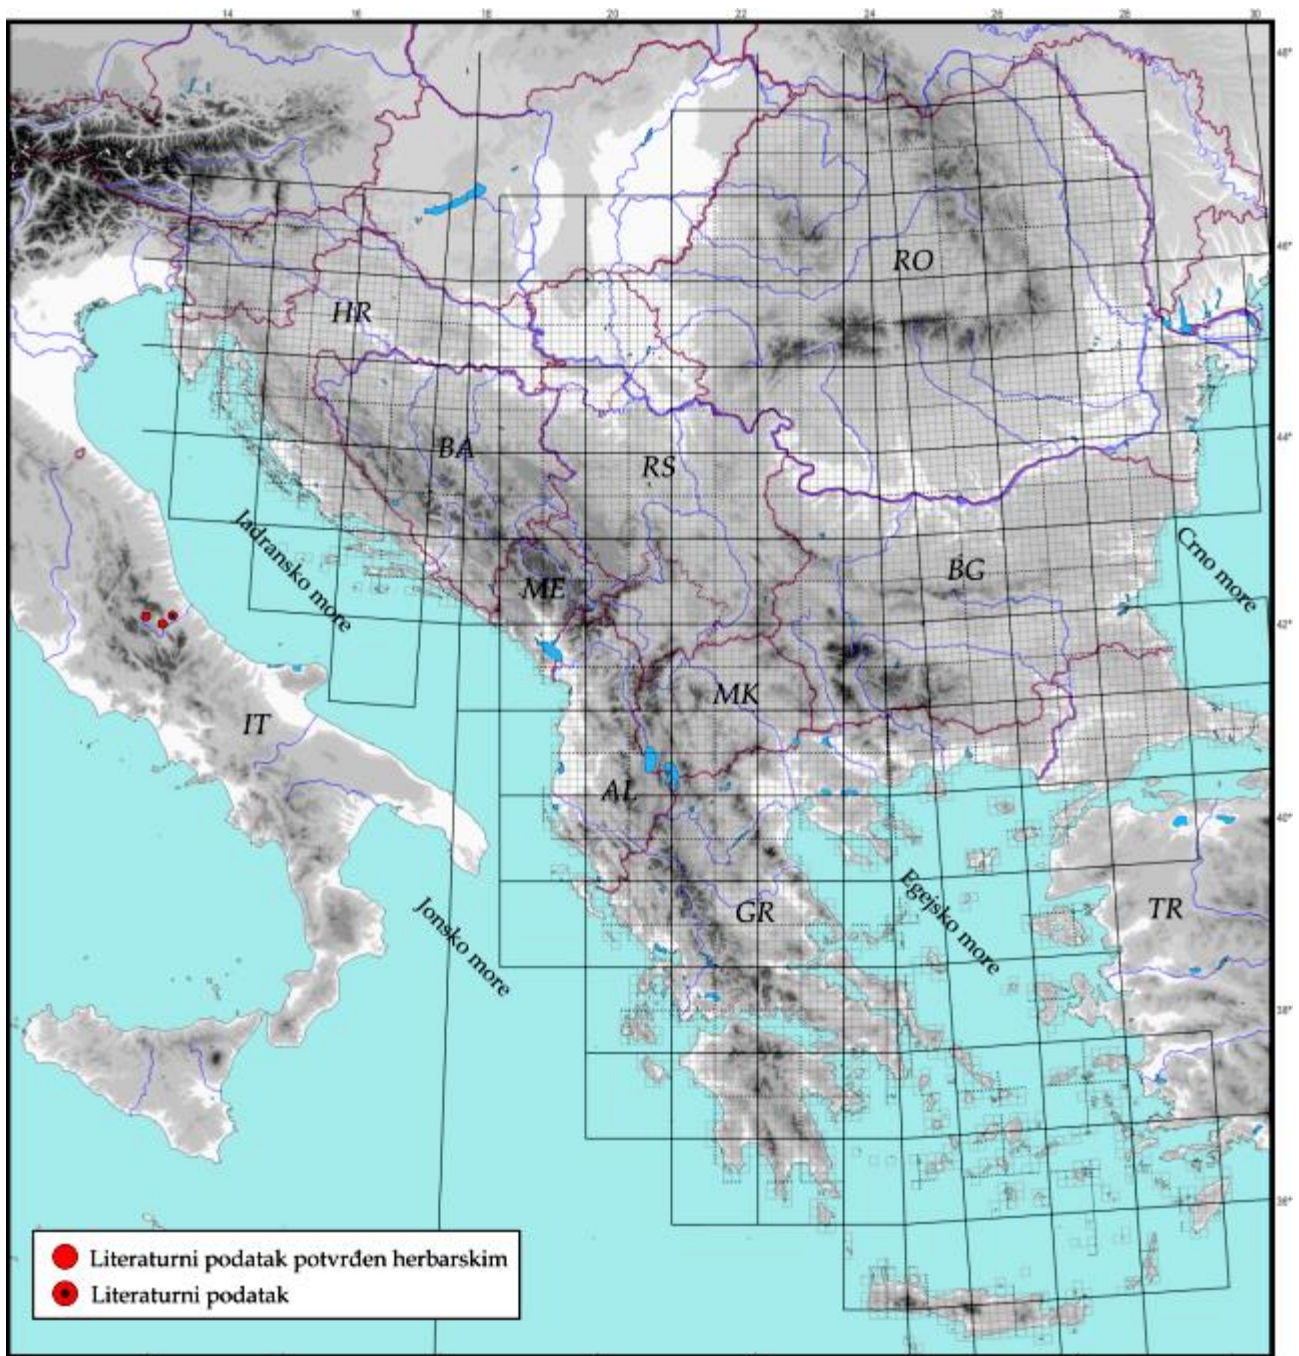 14 16 18 20 22 24 26 28 30
48°
46°
44°
42°
40°
38°
36°
RO
HR
BA
RS
Jadransko more
ME
BG
Crno more
MK
IT
AL
GR
Egejsko more
TR
Jonsko more
Literaturni podatak potvrđen herbarskim
Literaturni podatak